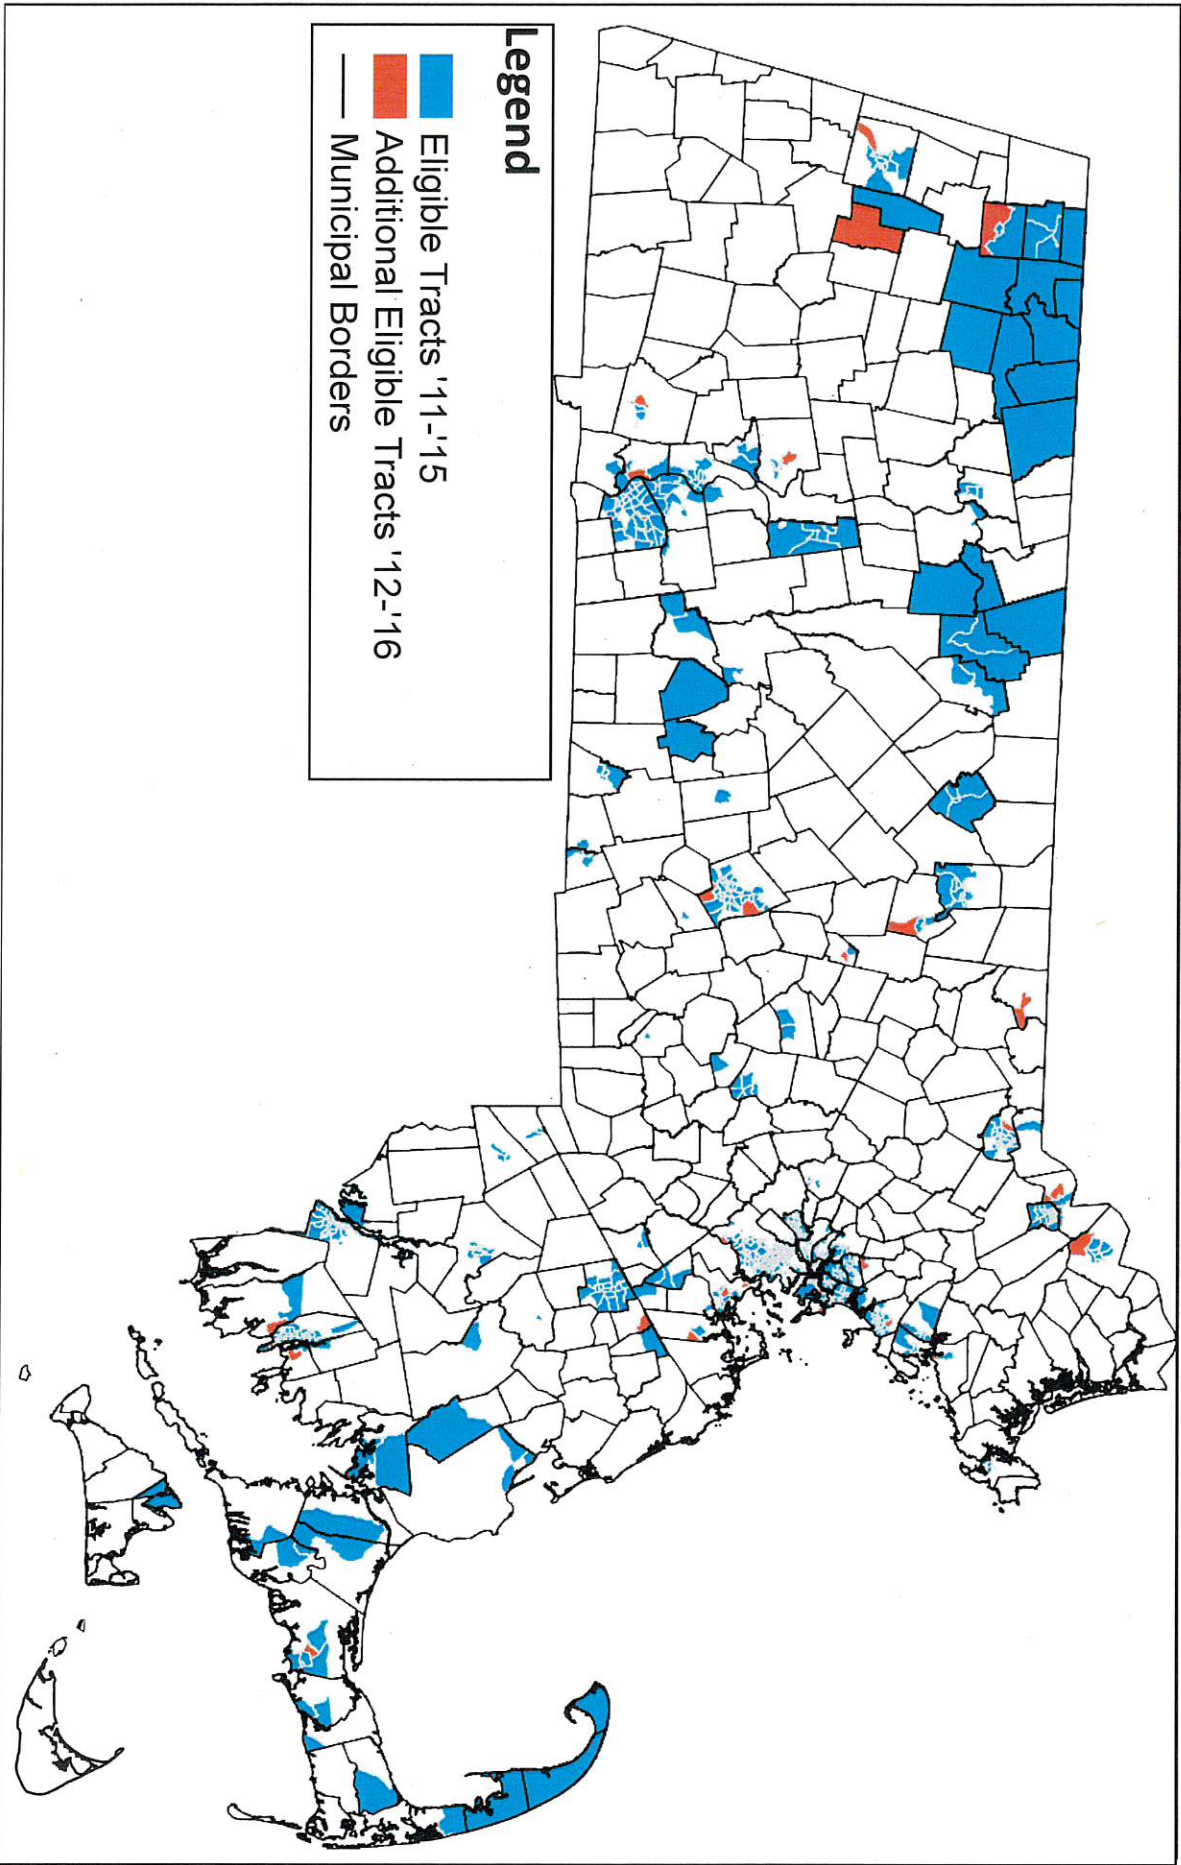 Legend
Eligible Tracts '11-'15
Additional Eligible Tracts '12-'16
Municipal Borders